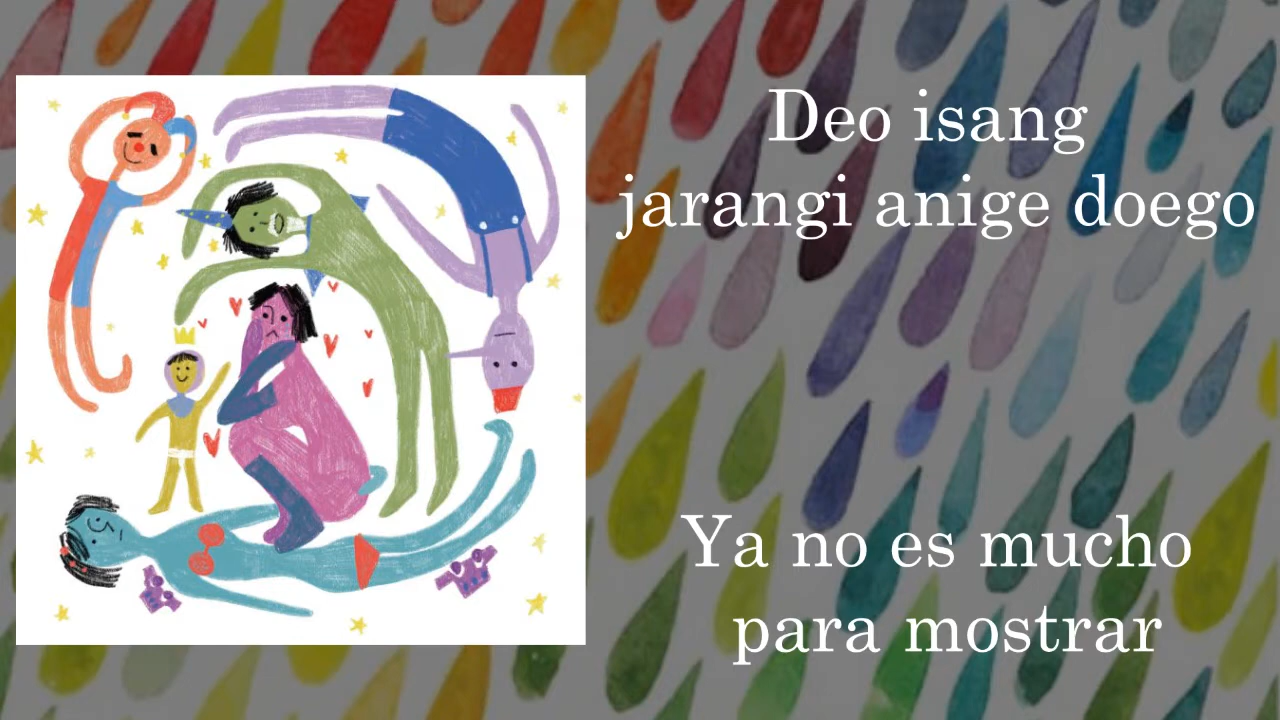 Deo isang
jarangi anige doego
Ya no es mucho
para mostrar